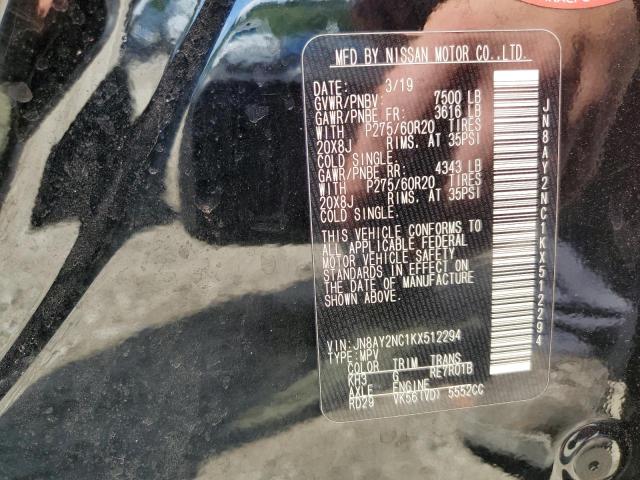 MFD BY NISSAN MOTOR CO.,LTD.
DATE: 3/19
GVWR/PNBV: 7500 LB
GAWR/PNBE FR: 3616 LB
WITH P275/60R20 TIRES
20X8J RIMS, AT 35PSI
COLD SINGLE.
GAWR/PNBE RR: 4343 LB
WITH P275/60R20 TIRES
20X8J RIMS, AT 35PSI
COLD SINGLE.
THIS VEHICLE CONFORMS TO
ALL APPLICABLE FEDERAL
MOTOR VEHICLE SAFETY
STANDARDS IN EFFECT ON
THE DATE OF MANUFACTURE
SHOWN ABOVE.
VIN: JN8AY2NC1KX512294
TYPE: MPV
COLOR TRIM TRANS
KH3 G RE7R01B
AXLE ENGINE
RD29 VK56(VD) 5552CC
JN8AY2NC1KX512294